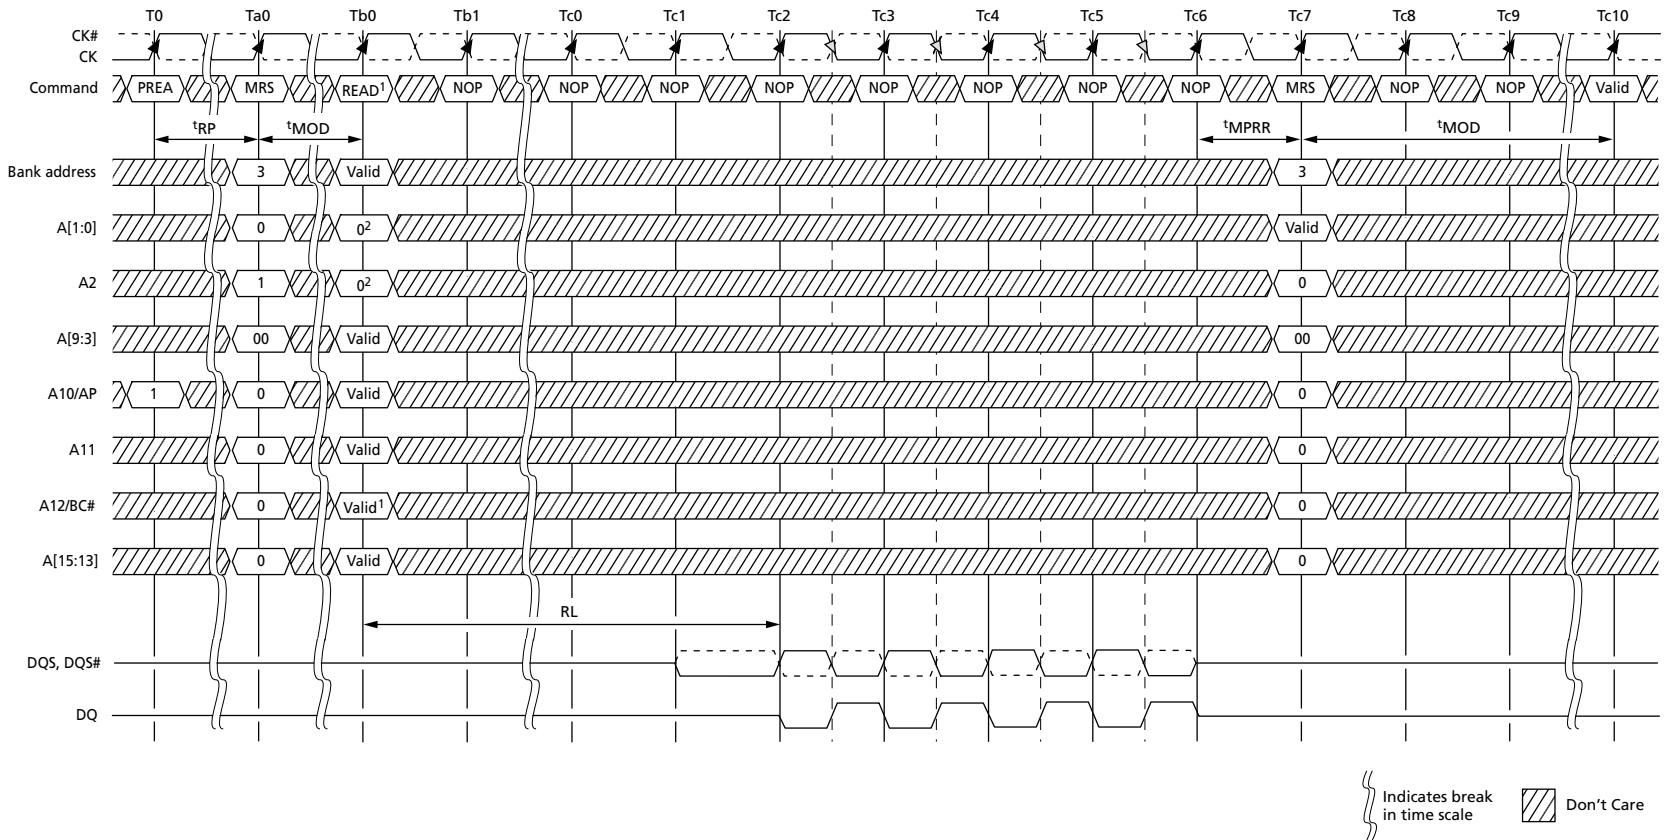 T0 Ta0 Tb0 Tb1 Tc0 Tc1 Tc2 Tc3 Tc4 Tc5 Tc6 Tc7 Tc8 Tc9 Tc10
CK#
CK
Command PREA MRS READ¹ NOP NOP NOP NOP NOP NOP NOP NOP MRS NOP NOP Valid
tRP tMOD tMPRR tMOD
Bank address 3 Valid 3
A[1:0] 0 0² Valid
A2 1 0² 0
A[9:3] 00 Valid 00
A10/AP 1 0 Valid 0
A11 0 Valid 0
A12/BC# 0 Valid¹ 0
A[15:13] 0 Valid 0
RL
DQS, DQS#
DQ
Indicates break
in time scale
Don't Care